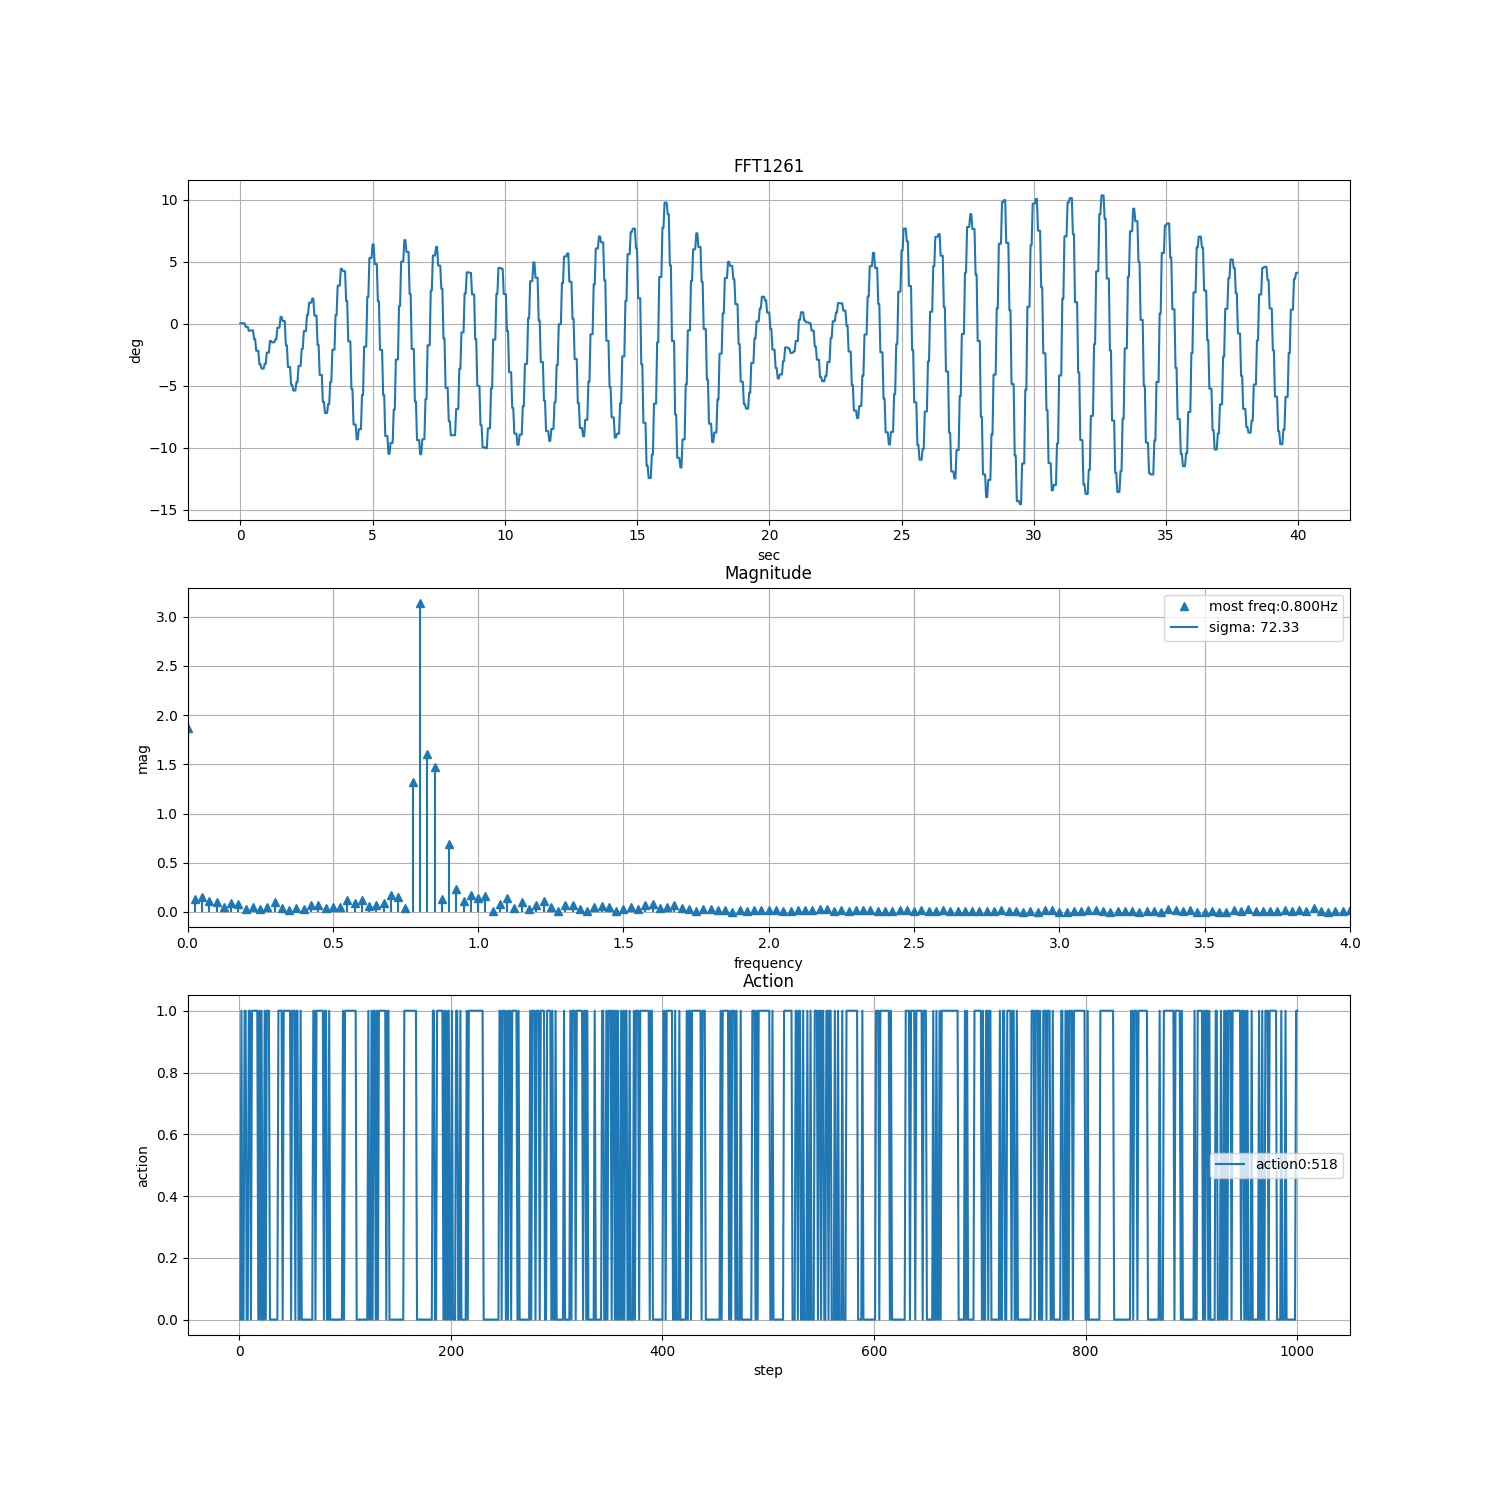 FFT1261
10
5
0
−5
−10
−15
deg
0 5 10 15 20 25 30 35 40
sec
Magnitude
3.0
2.5
2.0
1.5
1.0
0.5
0.0
mag
most freq:0.800Hz
sigma: 72.33
0.0 0.5 1.0 1.5 2.0 2.5 3.0 3.5 4.0
frequency
Action
1.0
0.8
0.6
0.4
0.2
0.0
action
action0:518
0 200 400 600 800 1000
step